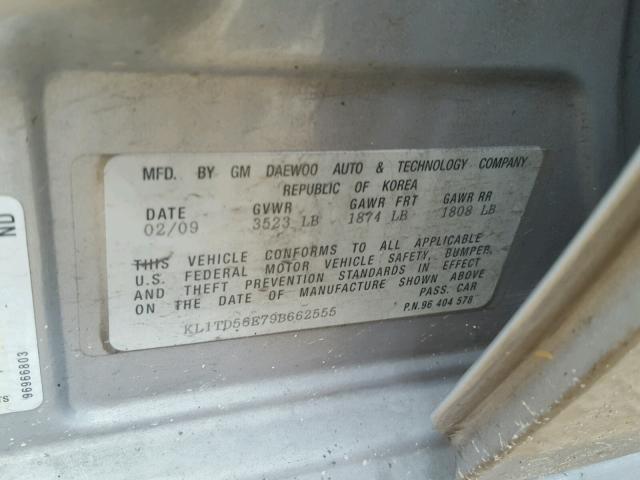 MFD. BY GM DAEWOO AUTO & TECHNOLOGY COMPANY
REPUBLIC OF KOREA
DATE GVWR GAWR FRT GAWR RR
02/09 3523 LB 1874 LB 1808 LB
THIS VEHICLE CONFORMS TO ALL APPLICABLE
U.S. FEDERAL MOTOR VEHICLE SAFETY, BUMPER,
AND THEFT PREVENTION STANDARDS IN EFFECT
ON THE DATE OF MANUFACTURE SHOWN ABOVE
PASS. CAR
KL1TD56E79B662555
P.N.96 404 578
ND
96966803
TS